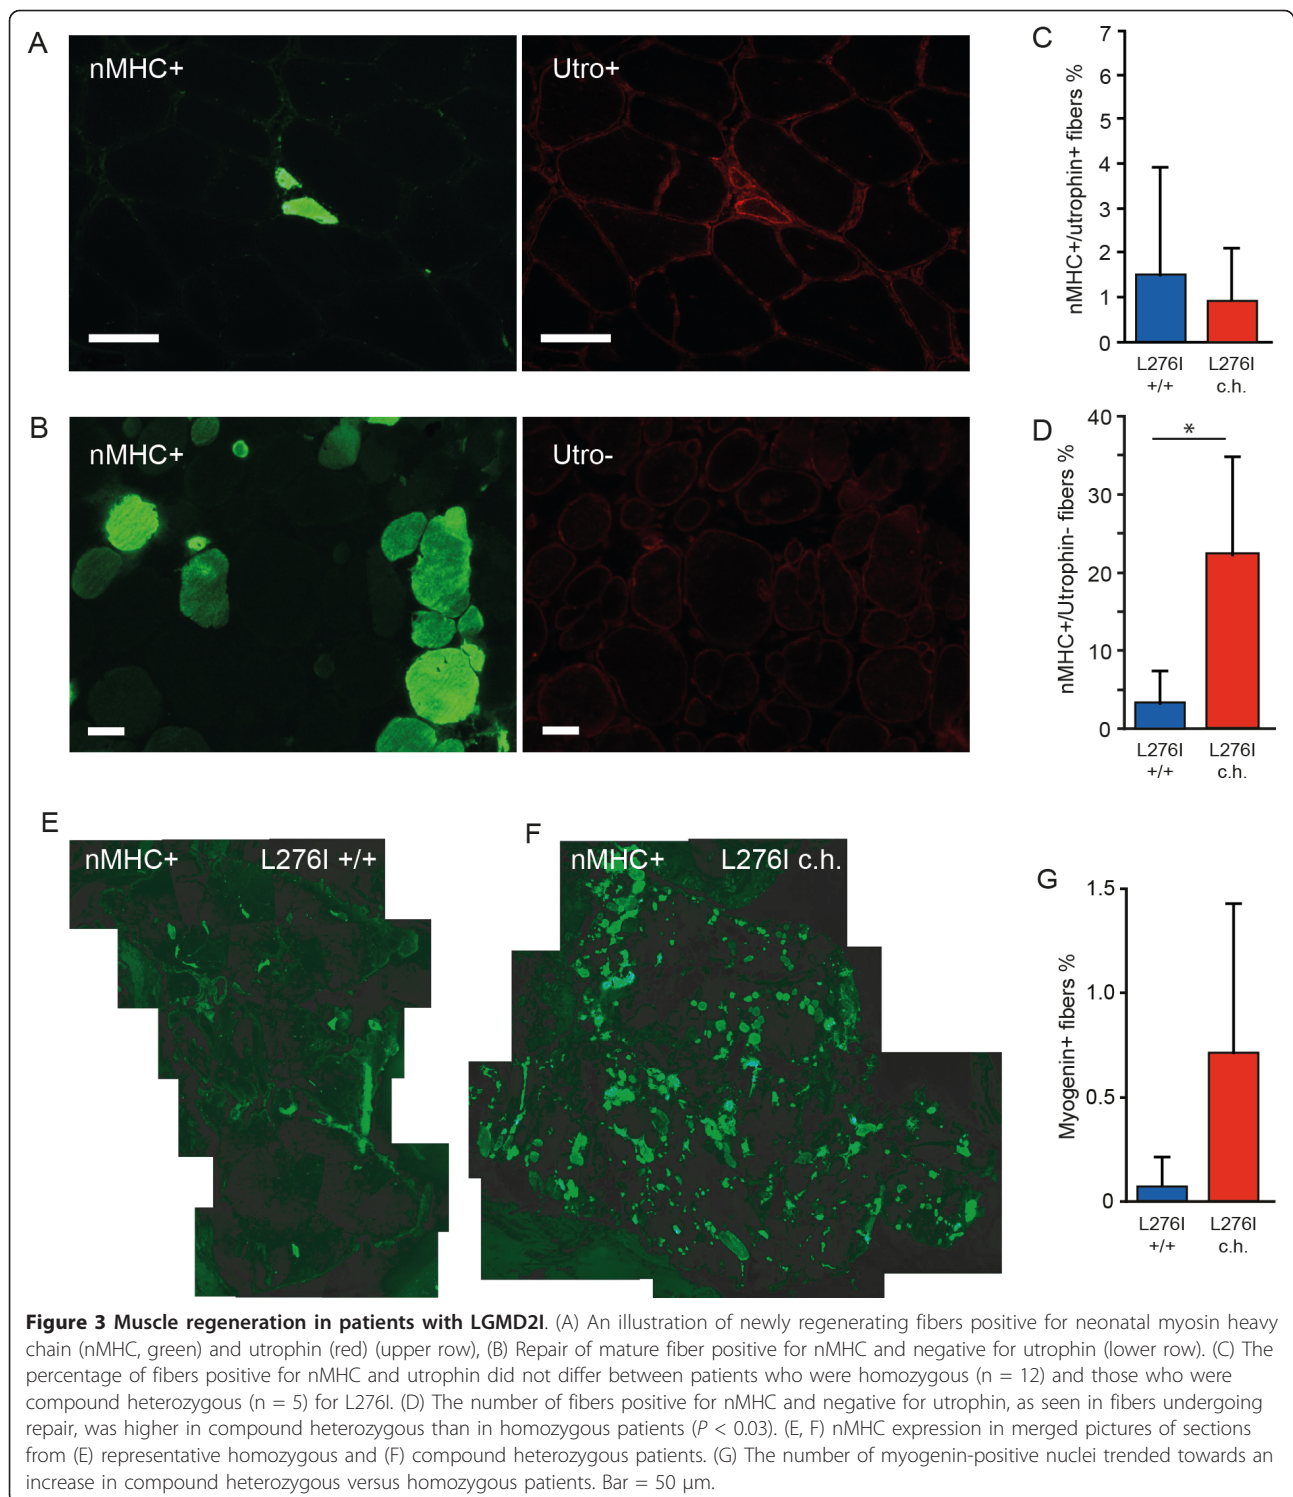 A
nMHC+
Utro+
C
nMHC+/utrophin+ fibers %
7
6
5
4
3
2
1
0
L276I
+/+
L276I
c.h.
B
nMHC+
Utro-
D
nMHC+/Utrophin- fibers %
40
30
20
10
0
*
L276I
+/+
L276I
c.h.
E
nMHC+
L276I +/+
F
nMHC+
L276I c.h.
G
Myogenin+ fibers %
1.5
1.0
0.5
0
L276I
+/+
L276I
c.h.
Figure 3 Muscle regeneration in patients with LGMD2I. (A) An illustration of newly regenerating fibers positive for neonatal myosin heavy
chain (nMHC, green) and utrophin (red) (upper row), (B) Repair of mature fiber positive for nMHC and negative for utrophin (lower row). (C) The
percentage of fibers positive for nMHC and utrophin did not differ between patients who were homozygous (n = 12) and those who were
compound heterozygous (n = 5) for L276I. (D) The number of fibers positive for nMHC and negative for utrophin, as seen in fibers undergoing
repair, was higher in compound heterozygous than in homozygous patients (P < 0.03). (E, F) nMHC expression in merged pictures of sections
from (E) representative homozygous and (F) compound heterozygous patients. (G) The number of myogenin-positive nuclei trended towards an
increase in compound heterozygous versus homozygous patients. Bar = 50 μm.